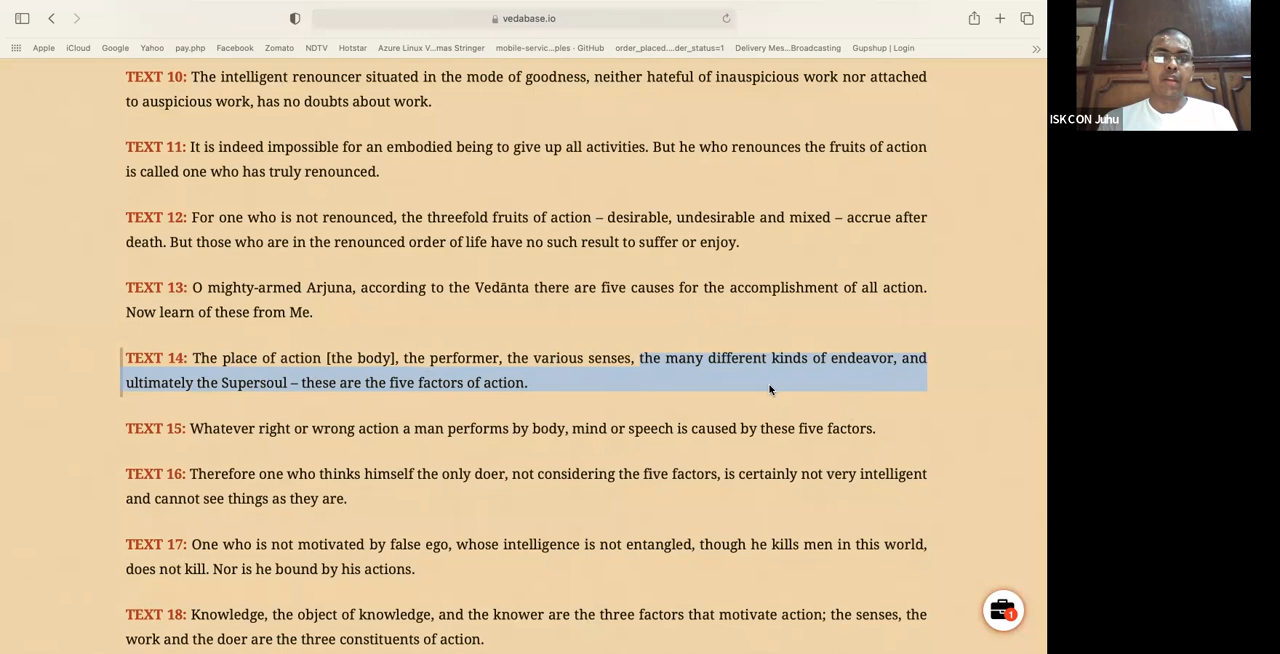 vedabase.io
Apple iCloud Google Yahoo pay.php Facebook Zomato NDTV Hotstar Azure Linux V...mas Stringer mobile-servic...ples · GitHub order_placed....der_status=1 Delivery Mes...Broadcasting Gupshup | Login
TEXT 10: The intelligent renouncer situated in the mode of goodness, neither hateful of inauspicious work nor attached
to auspicious work, has no doubts about work.
TEXT 11: It is indeed impossible for an embodied being to give up all activities. But he who renounces the fruits of action
is called one who has truly renounced.
TEXT 12: For one who is not renounced, the threefold fruits of action – desirable, undesirable and mixed – accrue after
death. But those who are in the renounced order of life have no such result to suffer or enjoy.
TEXT 13: O mighty-armed Arjuna, according to the Vedānta there are five causes for the accomplishment of all action.
Now learn of these from Me.
TEXT 14: The place of action [the body], the performer, the various senses, the many different kinds of endeavor, and
ultimately the Supersoul – these are the five factors of action.
TEXT 15: Whatever right or wrong action a man performs by body, mind or speech is caused by these five factors.
TEXT 16: Therefore one who thinks himself the only doer, not considering the five factors, is certainly not very intelligent
and cannot see things as they are.
TEXT 17: One who is not motivated by false ego, whose intelligence is not entangled, though he kills men in this world,
does not kill. Nor is he bound by his actions.
TEXT 18: Knowledge, the object of knowledge, and the knower are the three factors that motivate action; the senses, the
work and the doer are the three constituents of action.
1
ISKCON Juhu